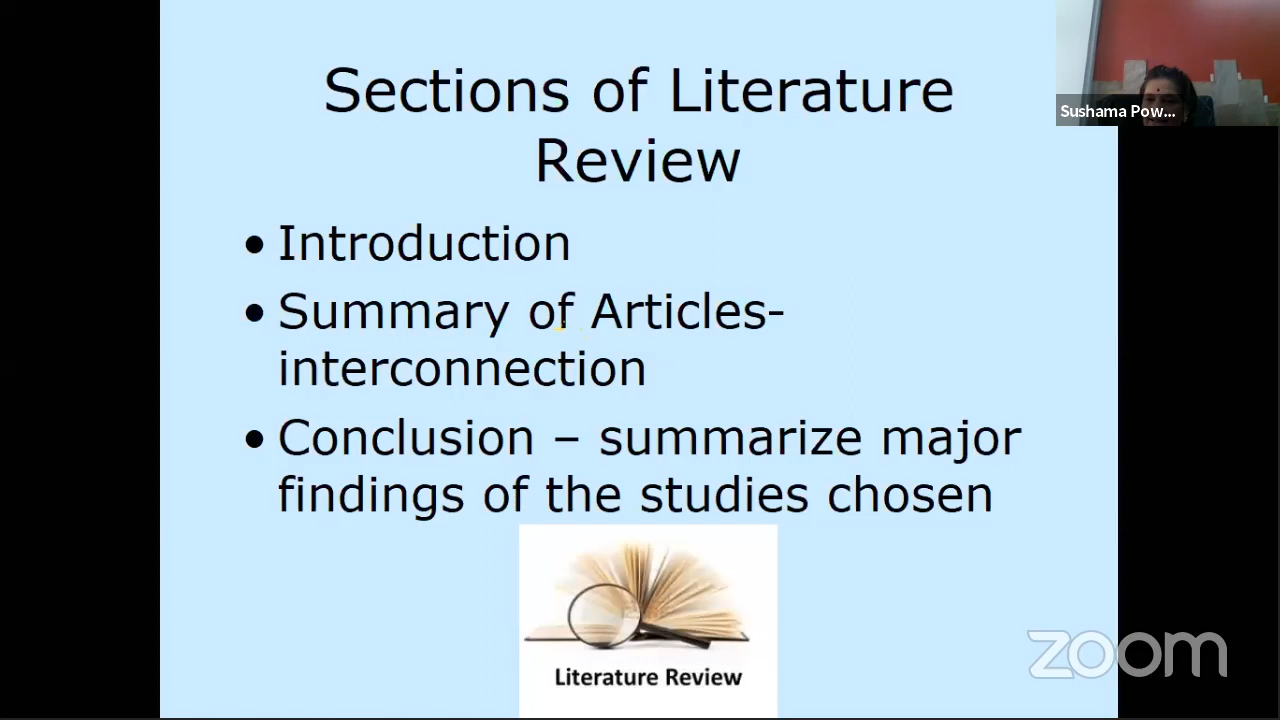 Sections of Literature
Review
Sushama Pow...
• Introduction
• Summary of Articles-
interconnection
• Conclusion – summarize major
findings of the studies chosen
Literature Review
zoom